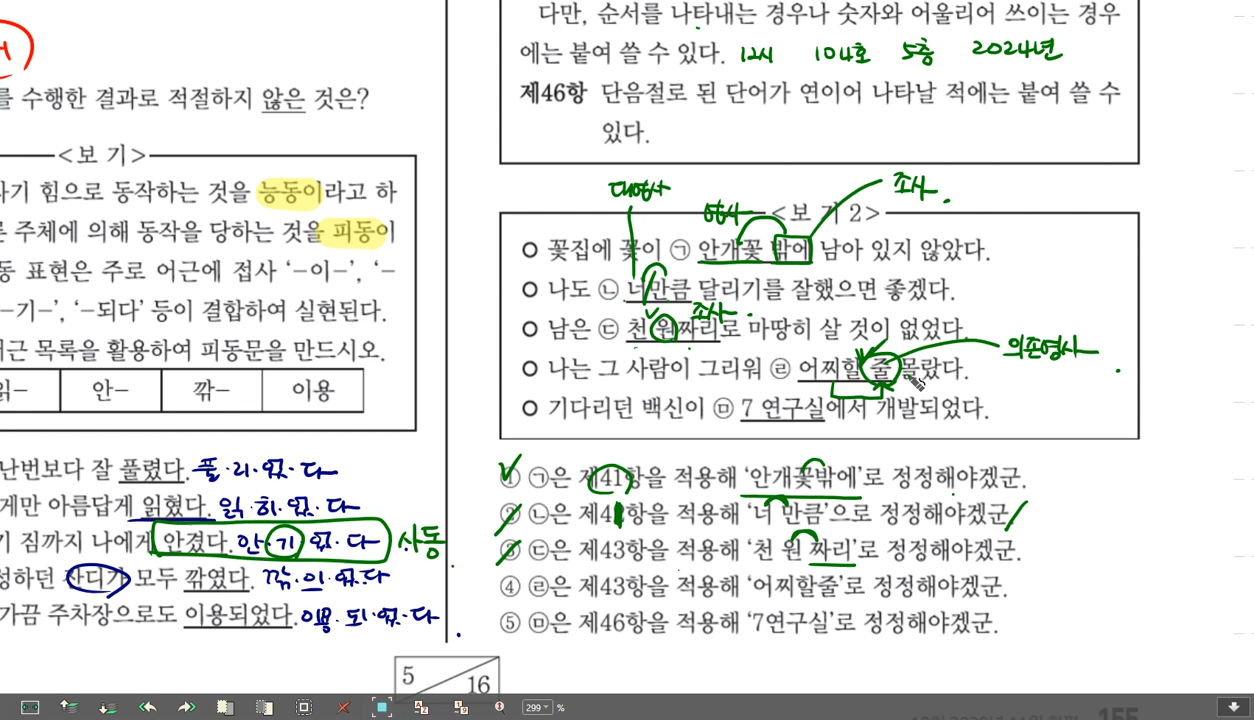 를 수행한 결과로 적절하지 않은 것은?
<보 기>
자기 힘으로 동작하는 것을 능동이라고 하
른 주체에 의해 동작을 당하는 것을 피동이
동 표현은 주로 어근에 접사 ‘-이-’, ‘-
-기-’, ‘-되다’ 등이 결합하여 실현된다.
어근 목록을 활용하여 피동문을 만드시오.
읽- 안- 깎- 이용
난번보다 잘 풀렸다. 풀·리·었·다
게만 아름답게 읽혔다. 읽·히·었·다
기 짐까지 나에게 안겼다. 안 기 었·다 사동
성하던 잔디가 모두 깎였다. 깎·이·었·다
가끔 주차장으로도 이용되었다. 이용·되·었·다
5 16
다만, 순서를 나타내는 경우나 숫자와 어울리어 쓰이는 경우
에는 붙여 쓸 수 있다. 12시 104호 5층 2024년
제46항 단음절로 된 단어가 연이어 나타날 적에는 붙여 쓸 수
있다.
대명사 명사 조사
<보 기 2>
꽃집에 꽃이 ㉠ 안개꽃 밖에 남아 있지 않았다.
나도 ㉡ 너만큼 달리기를 잘했으면 좋겠다.
조사
남은 ㉢ 천 원짜리로 마땅히 살 것이 없었다.
의존명사
나는 그 사람이 그리워 ㉣ 어찌할 줄 몰랐다.
기다리던 백신이 ㉤ 7 연구실에서 개발되었다.
① ㉠은 제41항을 적용해 ‘안개꽃밖에’로 정정해야겠군.
② ㉡은 제41항을 적용해 ‘너 만큼’으로 정정해야겠군.
③ ㉢은 제43항을 적용해 ‘천 원 짜리’로 정정해야겠군.
④ ㉣은 제43항을 적용해 ‘어찌할줄’로 정정해야겠군.
⑤ ㉤은 제46항을 적용해 ‘7연구실’로 정정해야겠군.
299 %